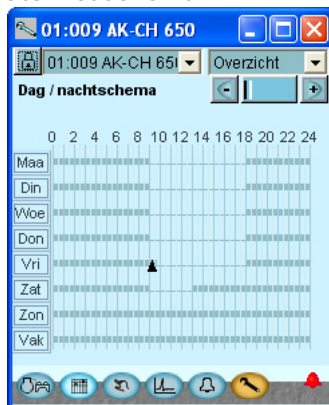 01:009 AK-CH 650
01:009 AK-CH 65 Overzicht
Dag / nachtschema
0 2 4 6 8 10 12 14 16 18 20 22 24
Maa
Din
Woe
Don
Vri
Zat
Zon
Vak